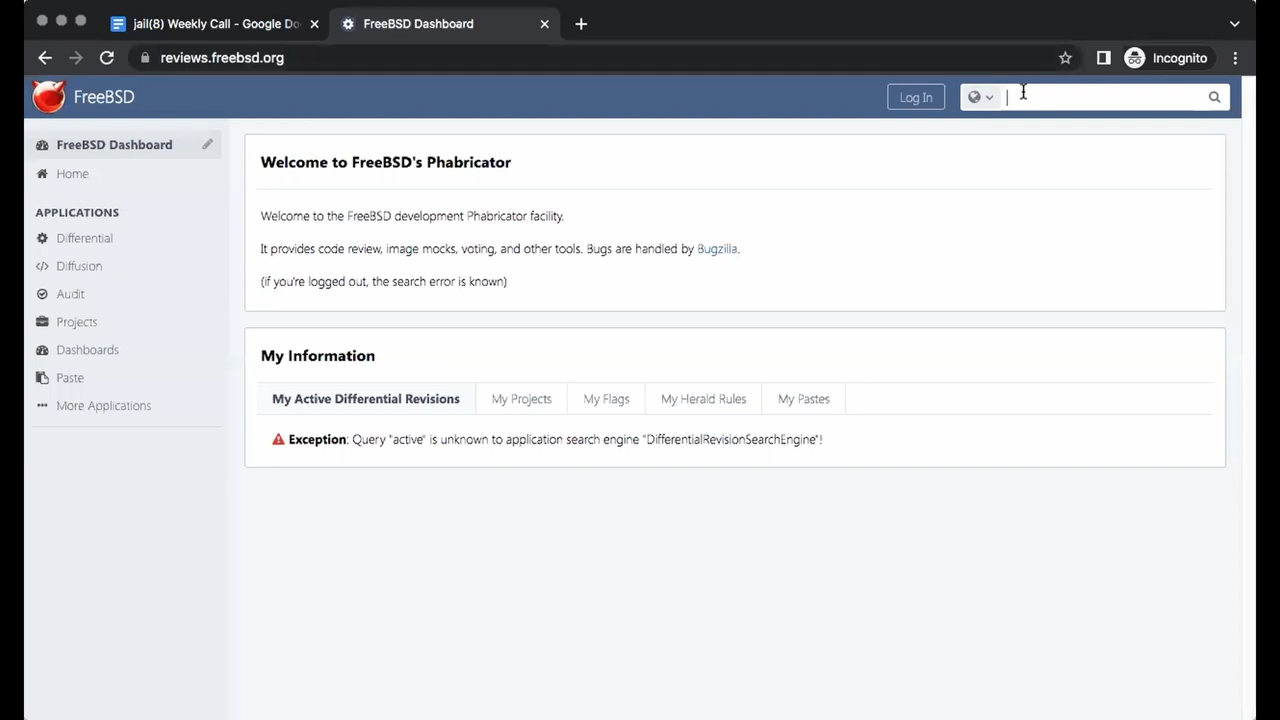 jail(8) Weekly Call - Google Do
FreeBSD Dashboard
reviews.freebsd.org
Incognito
FreeBSD
Log In
FreeBSD Dashboard
Home
APPLICATIONS
Differential
Diffusion
Audit
Projects
Dashboards
Paste
More Applications
Welcome to FreeBSD's Phabricator
Welcome to the FreeBSD development Phabricator facility.
It provides code review, image mocks, voting, and other tools. Bugs are handled by Bugzilla.
(if you're logged out, the search error is known)
My Information
My Active Differential Revisions
My Projects
My Flags
My Herald Rules
My Pastes
Exception: Query "active" is unknown to application search engine "DifferentialRevisionSearchEngine"!